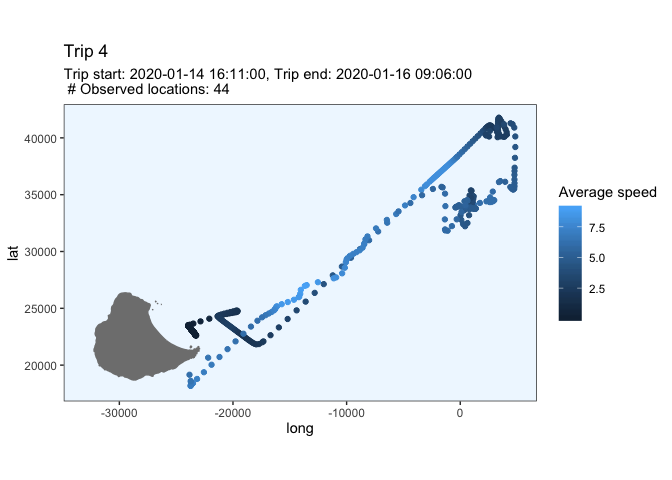 Trip 4
Trip start: 2020-01-14 16:11:00, Trip end: 2020-01-16 09:06:00
# Observed locations: 44
40000
35000
30000
25000
20000
lat
-30000
-20000
-10000
0
long
Average speed
7.5
5.0
2.5